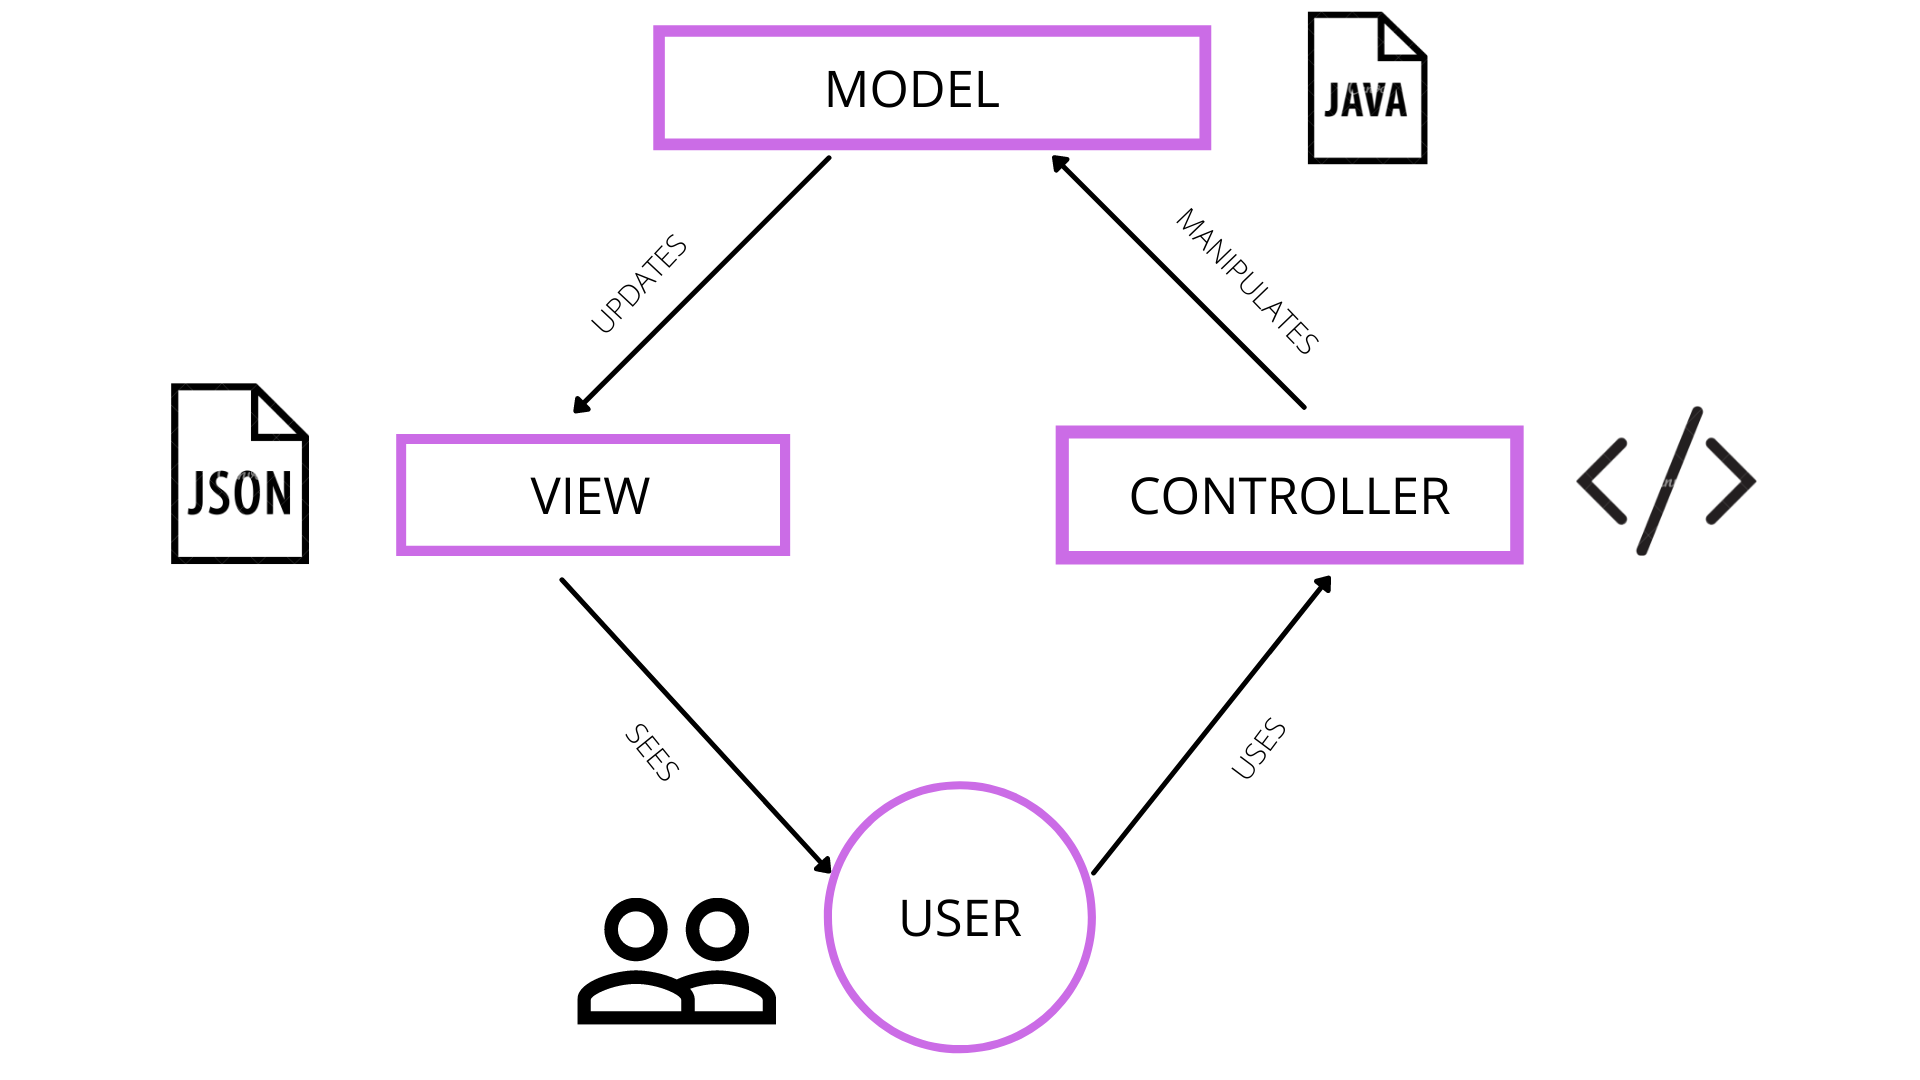 MODEL
JAVA
UPDATES
MANIPULATES
JSON
VIEW
CONTROLLER
SEES
USES
USER